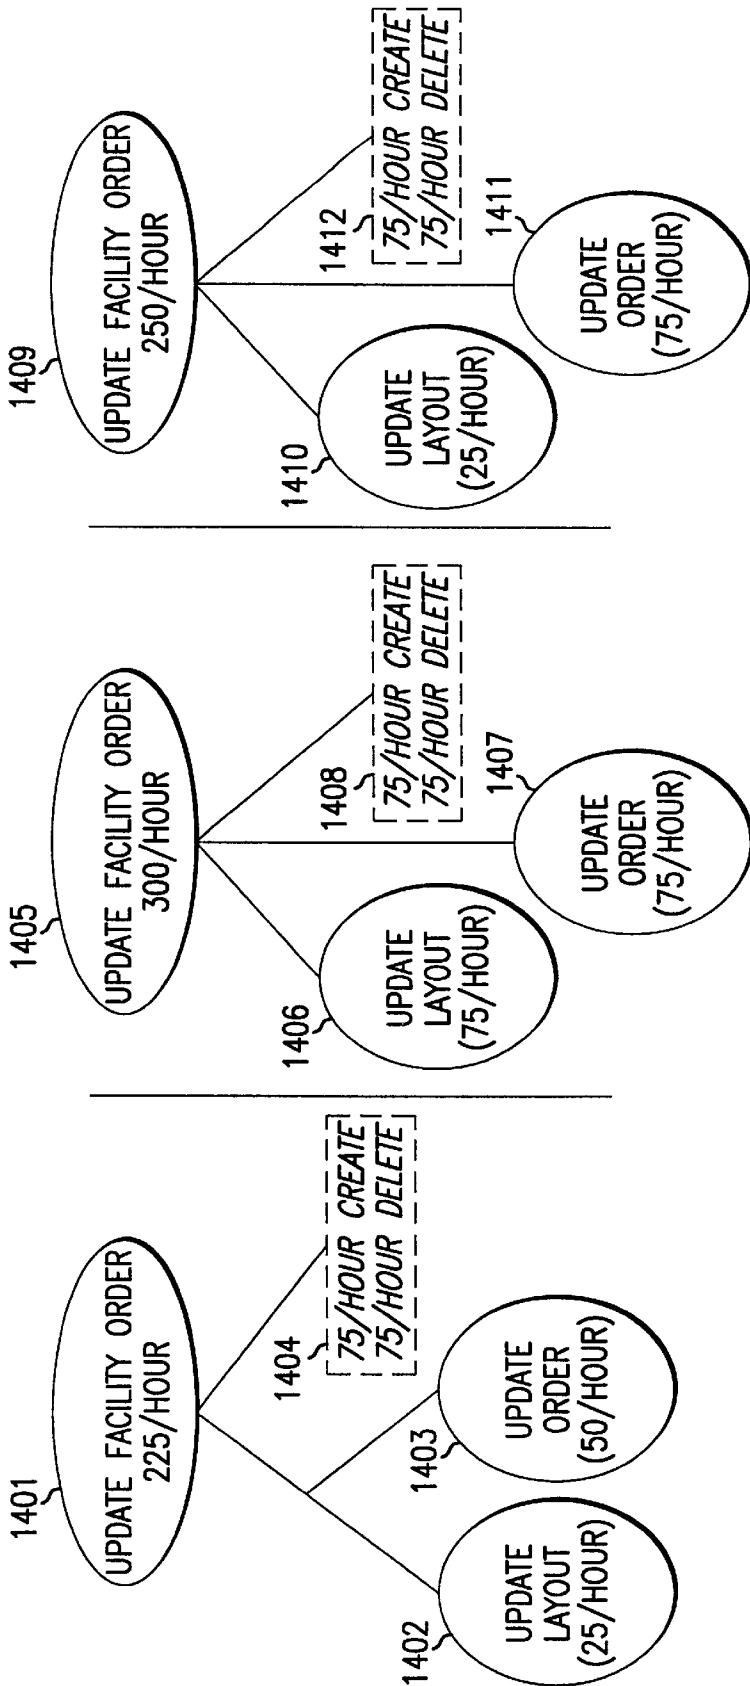 1401
UPDATE FACILITY ORDER
225/HOUR
1402
UPDATE
LAYOUT
(25/HOUR)
1403
UPDATE
ORDER
(50/HOUR)
1404
75/HOUR CREATE
75/HOUR DELETE
1405
UPDATE FACILITY ORDER
300/HOUR
1406
UPDATE
LAYOUT
(75/HOUR)
1407
UPDATE
ORDER
(75/HOUR)
1408
75/HOUR CREATE
75/HOUR DELETE
1409
UPDATE FACILITY ORDER
250/HOUR
1410
UPDATE
LAYOUT
(25/HOUR)
1411
UPDATE
ORDER
(75/HOUR)
1412
75/HOUR CREATE
75/HOUR DELETE